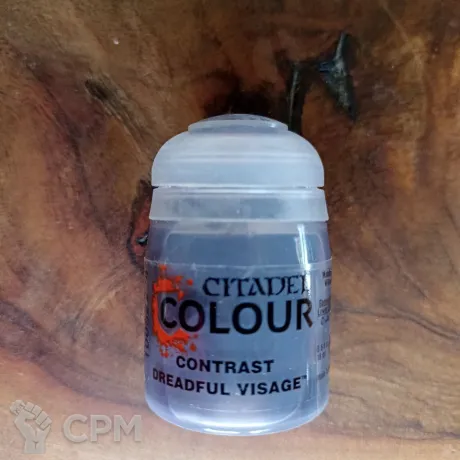 CITADEL
COLOUR
CONTRAST
DREADFUL VISAGE™
CPM